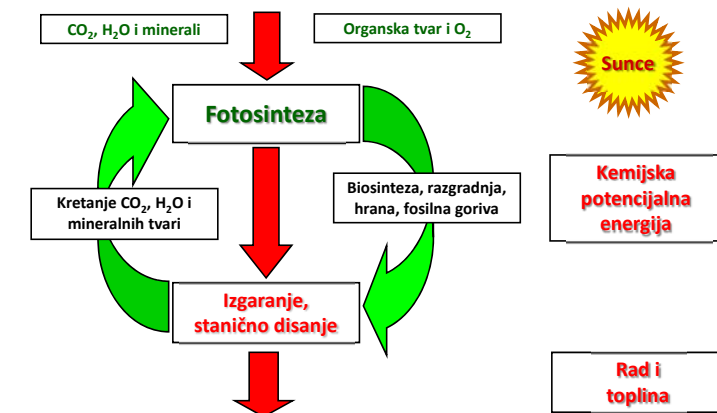 CO₂, H₂O i minerali
Organska tvar i O₂
Sunce
Fotosinteza
Kretanje CO₂, H₂O i
mineralnih tvari
Biosinteza, razgradnja,
hrana, fosilna goriva
Kemijska
potencijalna
energija
Izgaranje,
stanično disanje
Rad i
toplina